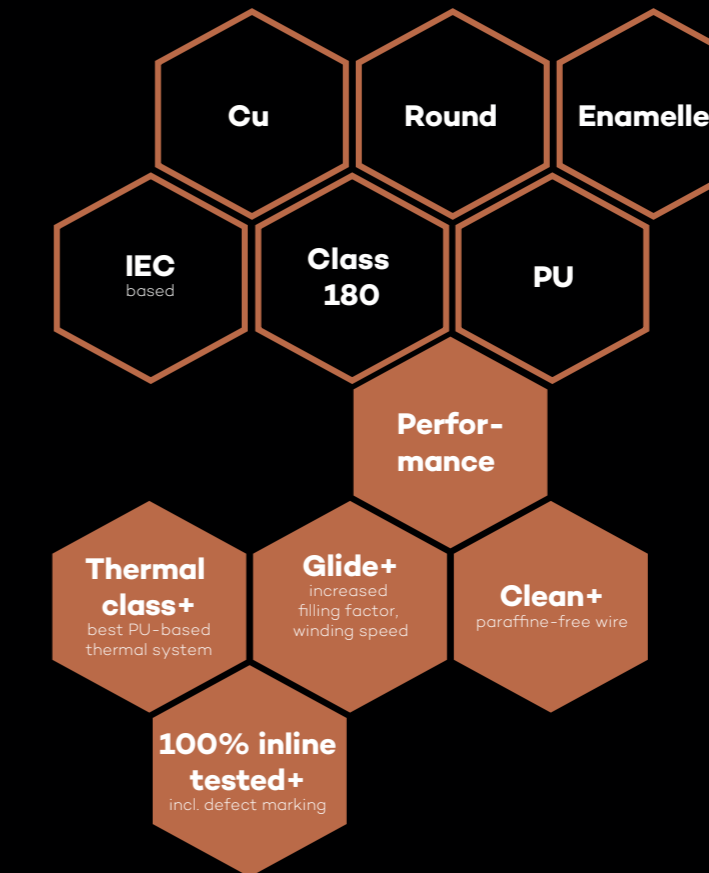 Cu
Round
Enamelle
IEC
based
Class
180
PU
Perfor-
mance
Thermal
class+
best PU-based
thermal system
Glide+
increased
filling factor,
winding speed
Clean+
paraffine-free wire
100% inline
tested+
incl. defect marking